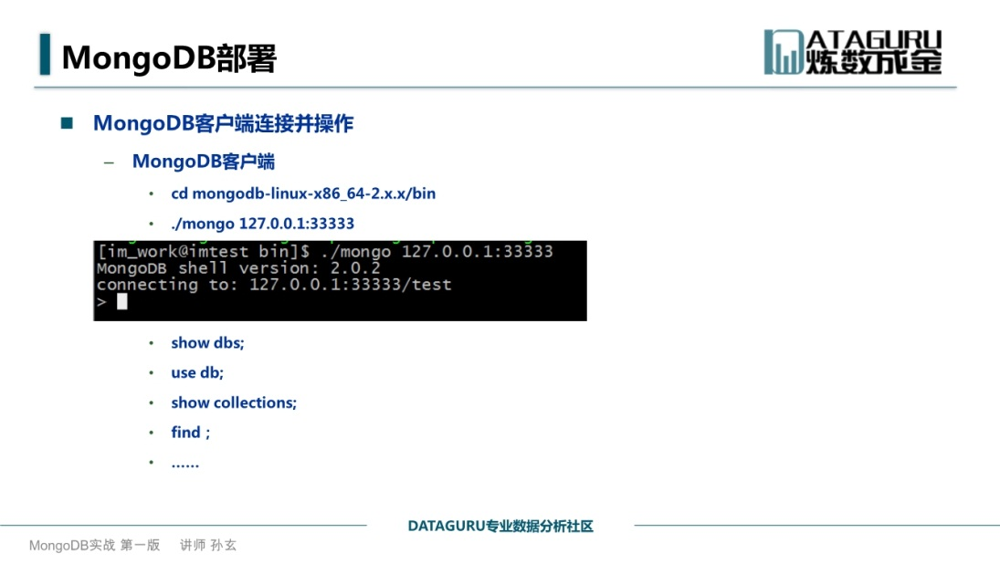 MongoDB部署
DATAGURU
炼数成金
MongoDB客户端连接并操作
– MongoDB客户端
• cd mongodb-linux-x86_64-2.x.x/bin
• ./mongo 127.0.0.1:33333
[im_work@imtest bin]$ ./mongo 127.0.0.1:33333
MongoDB shell version: 2.0.2
connecting to: 127.0.0.1:33333/test
>
• show dbs;
• use db;
• show collections;
• find ;
• ......
DATAGURU专业数据分析社区
MongoDB实战 第一版 讲师 孙玄